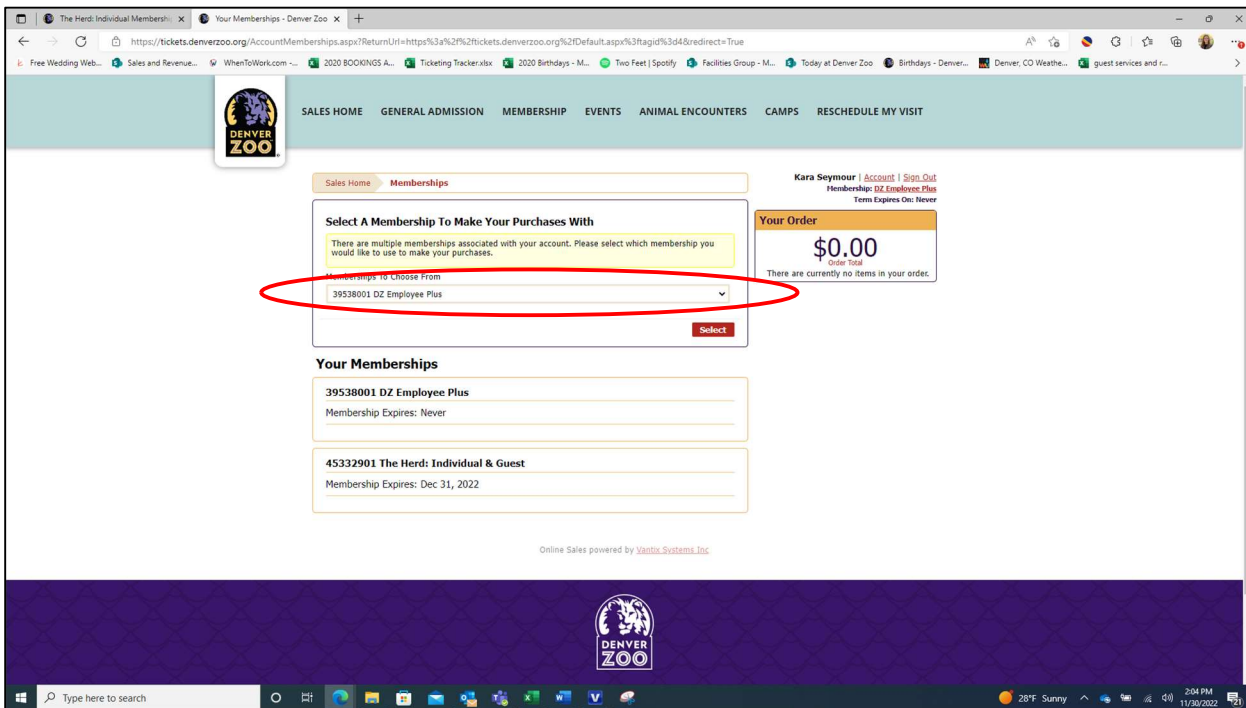 The Herd: Individual Membershi
Your Memberships - Denver Zoo
https://tickets.denverzoo.org/AccountMemberships.aspx?ReturnUrl=https%3a%2f%2ftickets.denverzoo.org%2fDefault.aspx%3ftagid%3d4&redirect=True
Free Wedding Web... Sales and Revenue... WhenToWork.com -... 2020 BOOKINGS A... Ticketing Tracker.xlsx 2020 Birthdays - M... Two Feet | Spotify Facilities Group - M... Today at Denver Zoo Birthdays - Denver... Denver, CO Weathe... guest services and r...
DENVER
ZOO
SALES HOME GENERAL ADMISSION MEMBERSHIP EVENTS ANIMAL ENCOUNTERS CAMPS RESCHEDULE MY VISIT
Sales Home Memberships
Kara Seymour | Account | Sign Out
Membership: DZ Employee Plus
Term Expires On: Never
Select A Membership To Make Your Purchases With
There are multiple memberships associated with your account. Please select which membership you
would like to use to make your purchases.
Memberships To Choose From
39538001 DZ Employee Plus
Select
Your Order
$0.00
Order Total
There are currently no items in your order.
Your Memberships
39538001 DZ Employee Plus
Membership Expires: Never
45332901 The Herd: Individual & Guest
Membership Expires: Dec 31, 2022
Online Sales powered by Vantix Systems Inc
DENVER
ZOO
Type here to search
28°F Sunny
2:04 PM
11/30/2022
21